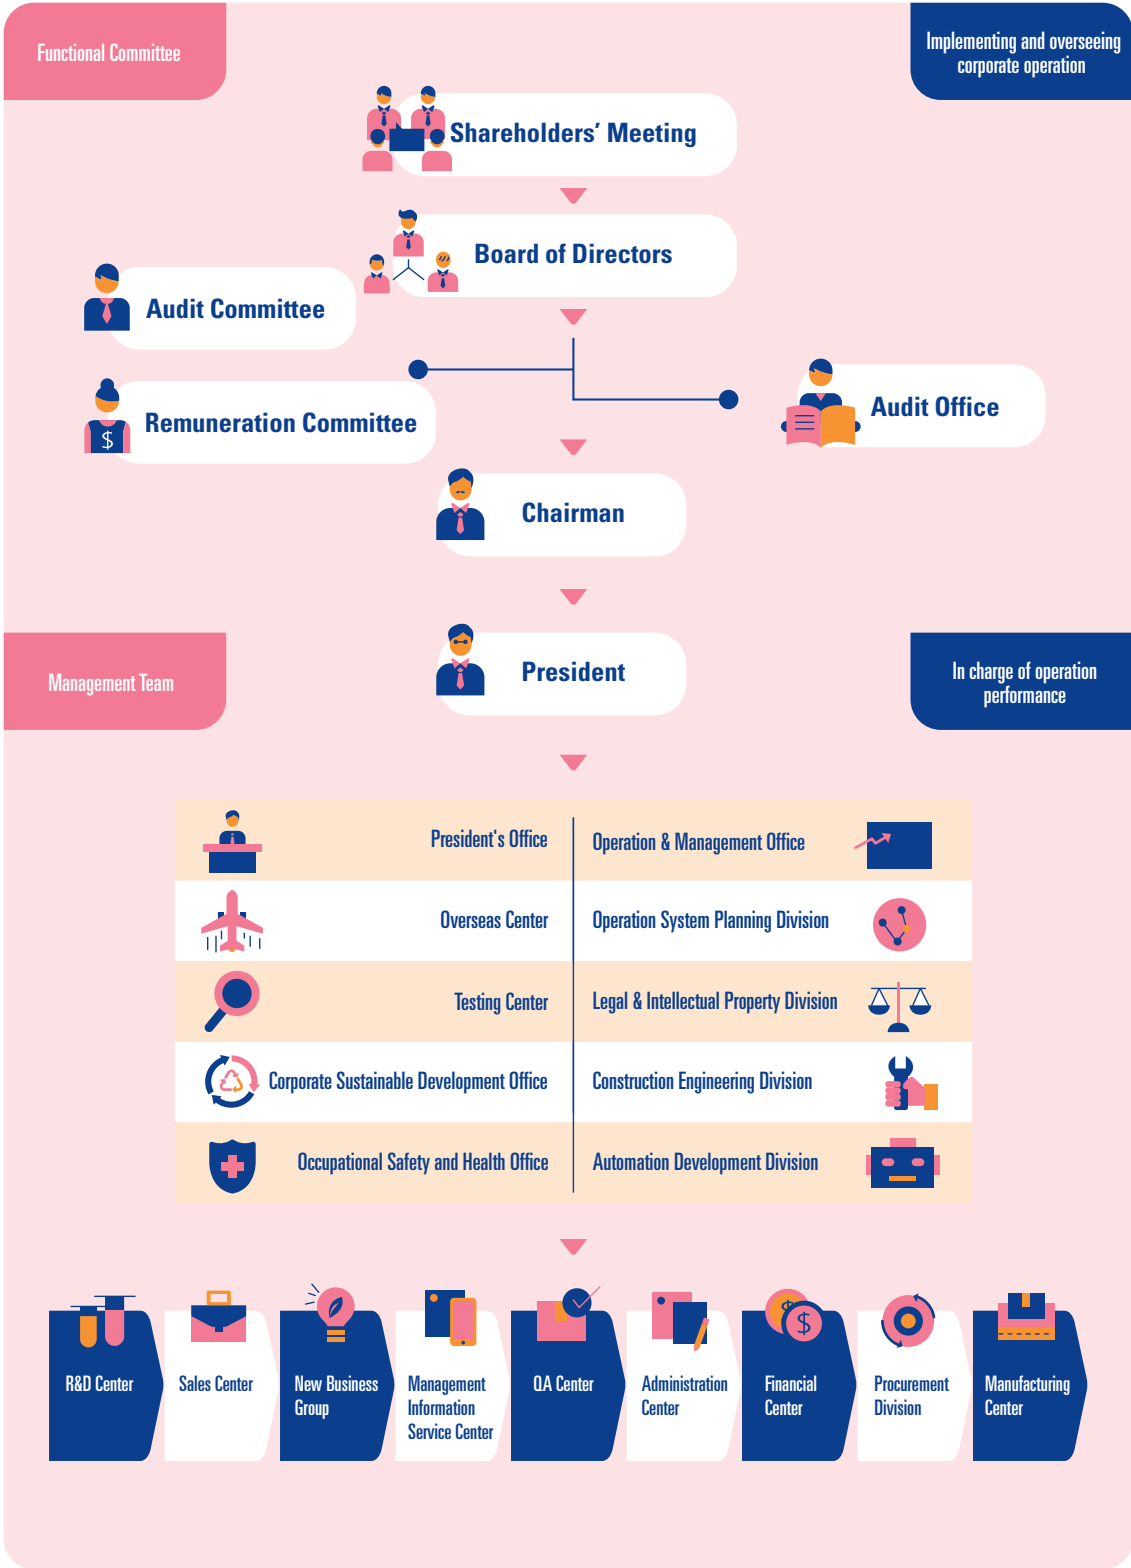 Functional Committee
Implementing and overseeing
corporate operation
Shareholders’ Meeting
Board of Directors
Audit Committee
Remuneration Committee
$
Audit Office
Chairman
Management Team
President
In charge of operation
performance
President's Office
Operation & Management Office
Overseas Center
Operation System Planning Division
Testing Center
Legal & Intellectual Property Division
Corporate Sustainable Development Office
Construction Engineering Division
Occupational Safety and Health Office
Automation Development Division
$
$
R&D Center
Sales Center
New Business
Group
Management
Information
Service Center
QA Center
Administration
Center
Financial
Center
Procurement
Division
Manufacturing
Center